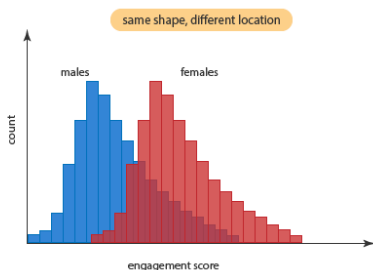 same shape, different location
males
females
count
engagement score